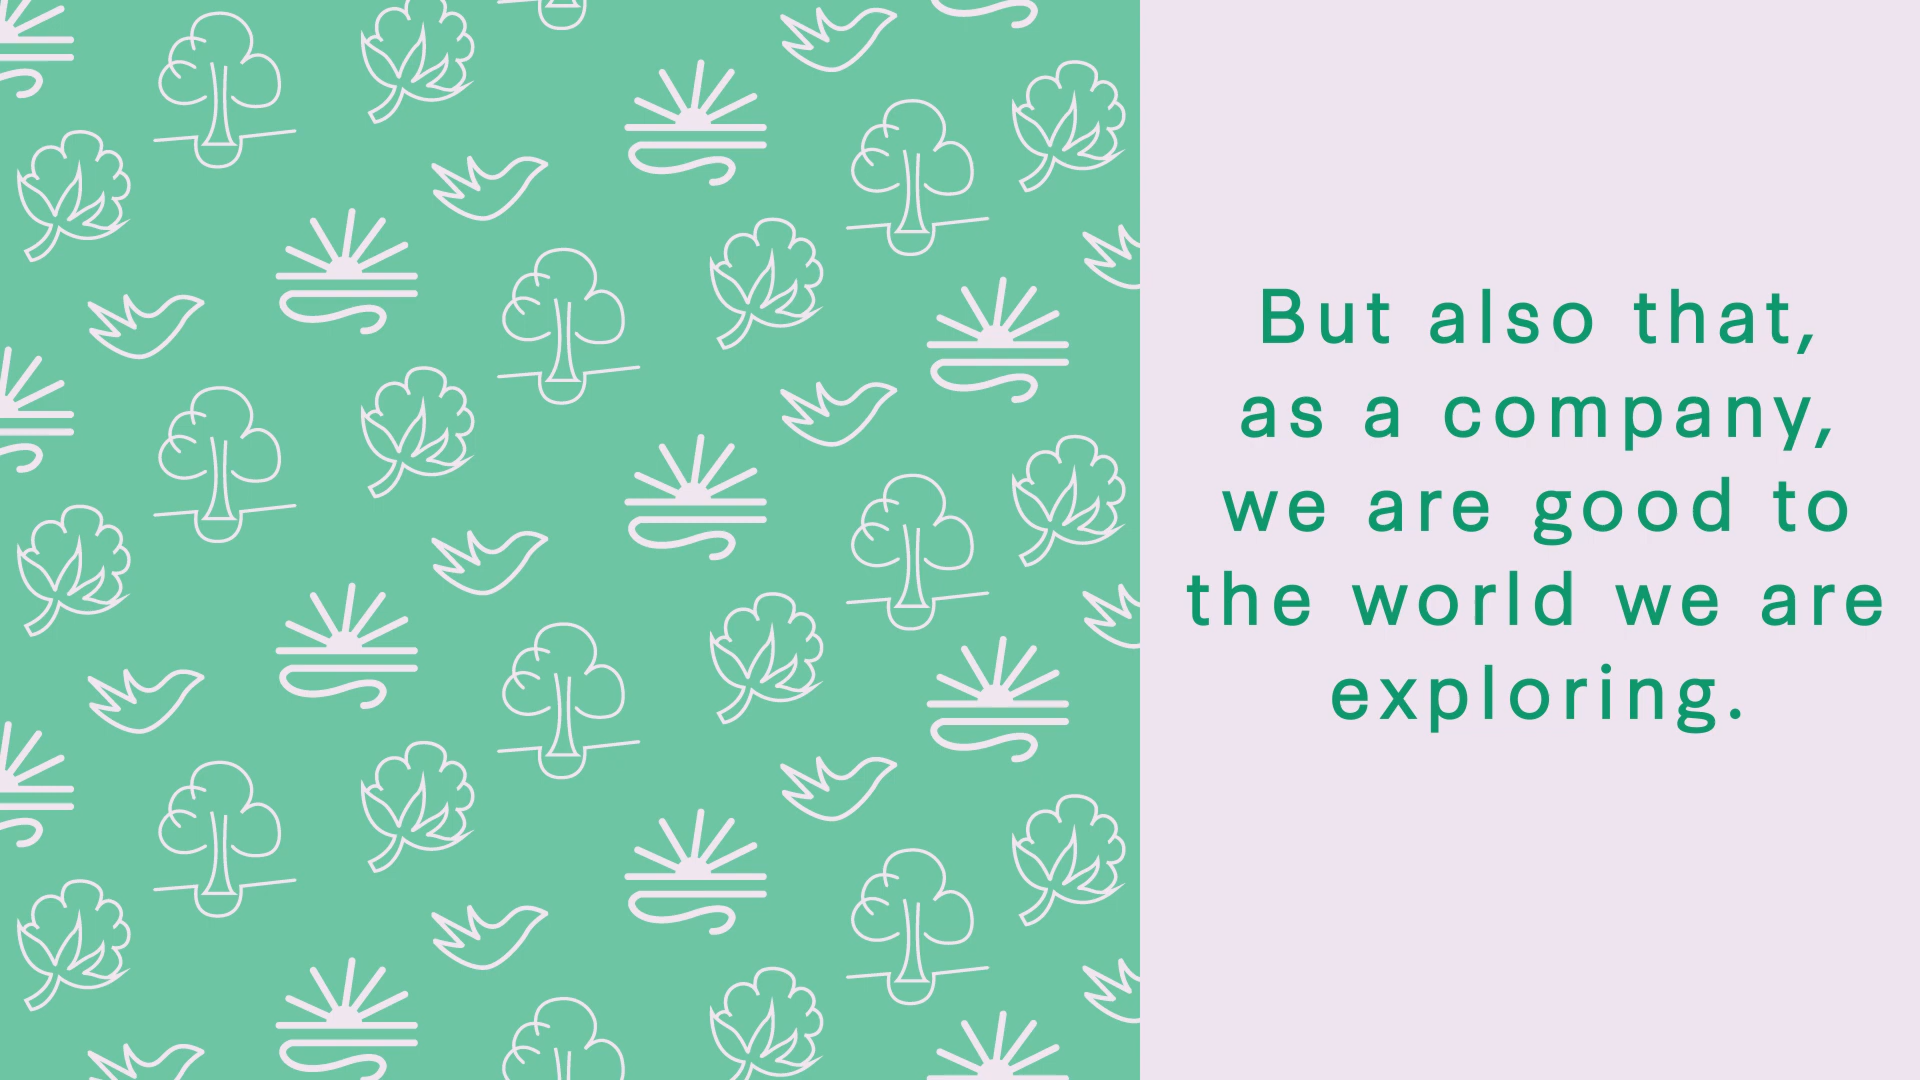 But also that,
as a company,
we are good to
the world we are
exploring.